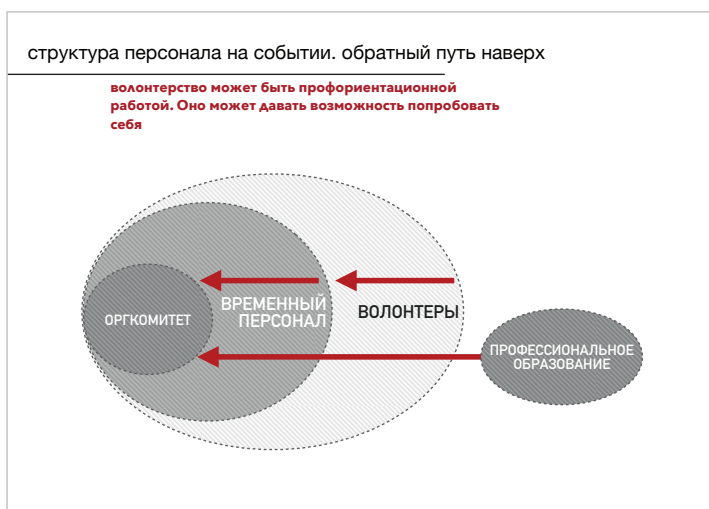 структура персонала на событии. обратный путь наверх
волонтерство может быть профориентационной
работой. Оно может давать возможность попробовать
себя
ОРГКОМИТЕТ
ВРЕМЕННЫЙ
ПЕРСОНАЛ
ВОЛОНТЕРЫ
ПРОФЕССИОНАЛЬНОЕ
ОБРАЗОВАНИЕ